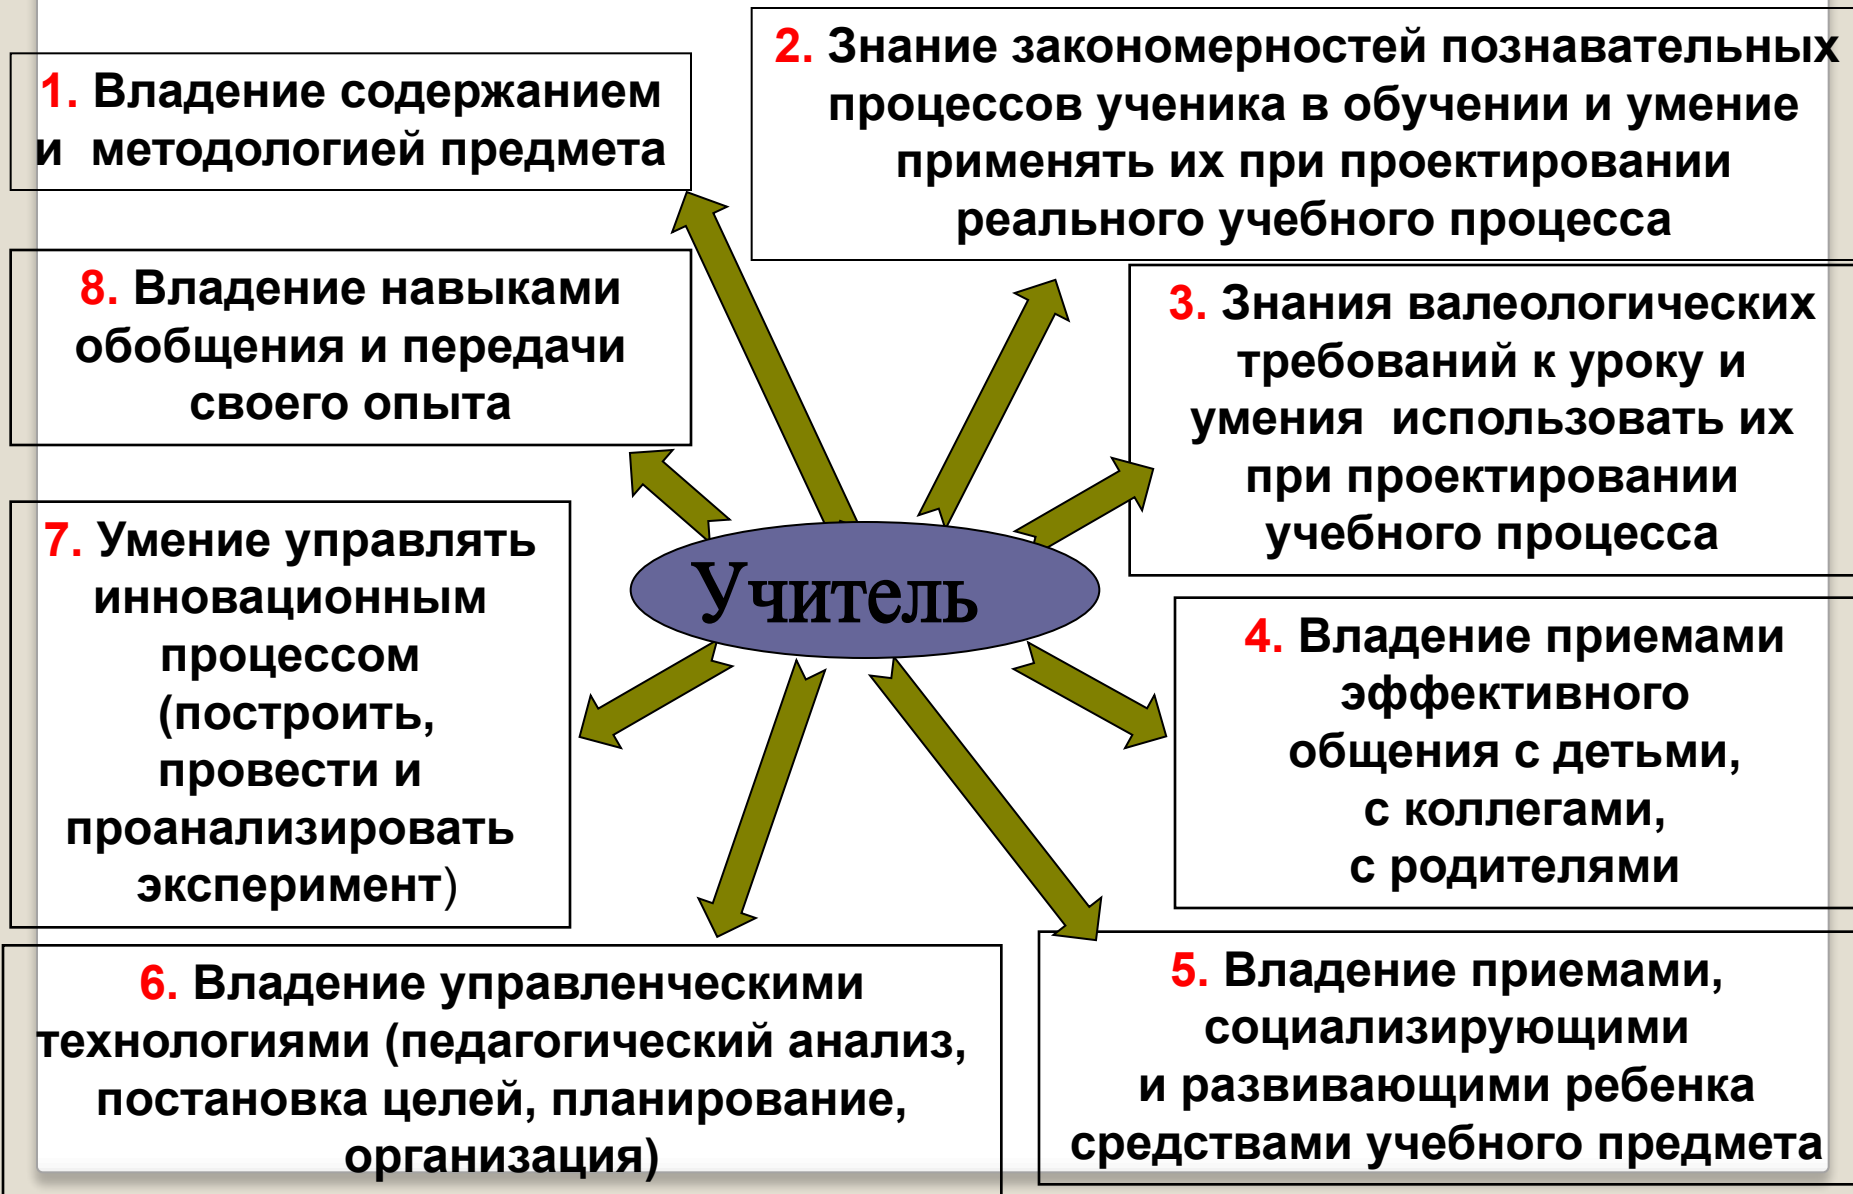 1. Владение содержанием
и методологией предмета
2. Знание закономерностей познавательных
процессов ученика в обучении и умение
применять их при проектировании
реального учебного процесса
3. Знания валеологических
требований к уроку и
умения использовать их
при проектировании
учебного процесса
4. Владение приемами
эффективного
общения с детьми,
с коллегами,
с родителями
5. Владение приемами,
социализирующими
и развивающими ребенка
средствами учебного предмета
6. Владение управленческими
технологиями (педагогический анализ,
постановка целей, планирование,
организация)
7. Умение управлять
инновационным
процессом
(построить,
провести и
проанализировать
эксперимент)
8. Владение навыками
обобщения и передачи
своего опыта
Учитель